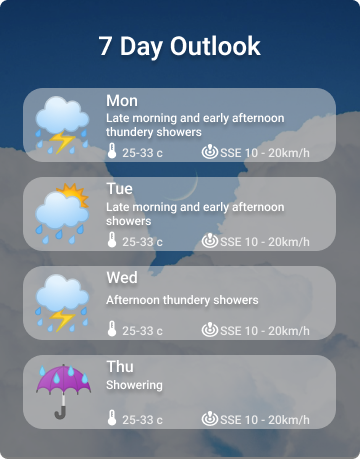 7 Day Outlook
Mon
Late morning and early afternoon
thundery showers
25-33 c SSE 10 - 20km/h
Tue
Late morning and early afternoon
showers
25-33 c SSE 10 - 20km/h
Wed
Afternoon thundery showers
25-33 c SSE 10 - 20km/h
Thu
Showering
25-33 c SSE 10 - 20km/h